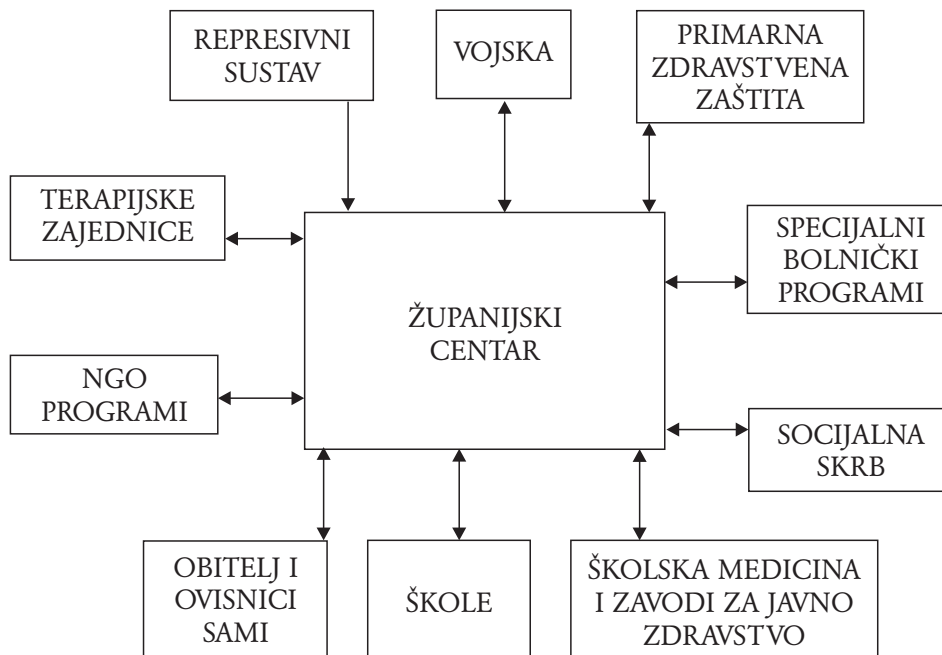 REPRESIVNI
SUSTAV
VOJSKA
PRIMARNA
ZDRAVSTVENA
ZAŠTITA
TERAPIJSKE
ZAJEDNICE
SPECIJALNI
BOLNIČKI
PROGRAMI
ŽUPANIJSKI
CENTAR
NGO
PROGRAMI
SOCIJALNA
SKRB
OBITELJ I
OVISNICI
SAMI
ŠKOLE
ŠKOLSKA MEDICINA
I ZAVODI ZA JAVNO
ZDRAVSTVO